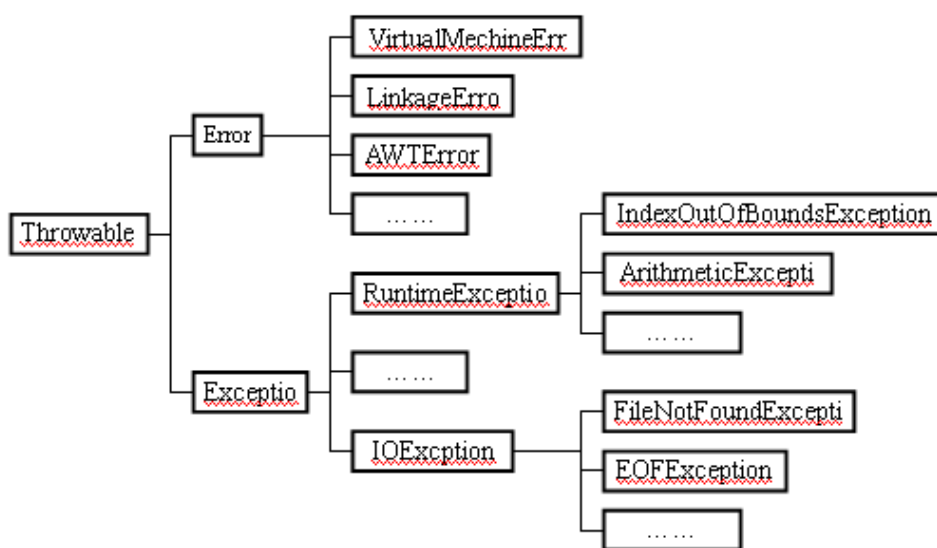 VirtualMechineErr
LinkageErro
Error
AWTError
... ...
IndexOutOfBoundsException
Throwable
ArithmeticExcepti
RuntimeExceptio
... ...
... ...
Exceptio
FileNotFoundExcepti
IOExcption
EOFException
... ...